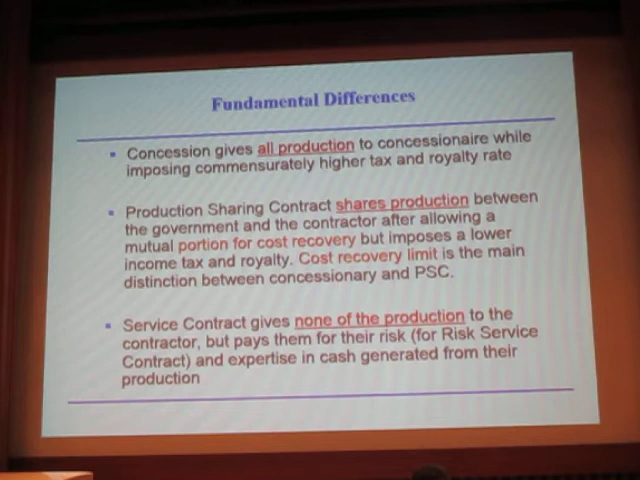 Fundamental Differences
• Concession gives all production to concessionaire while
imposing commensurately higher tax and royalty rate
• Production Sharing Contract shares production between
the government and the contractor after allowing a
mutual portion for cost recovery but imposes a lower
income tax and royalty. Cost recovery limit is the main
distinction between concessionary and PSC.
• Service Contract gives none of the production to the
contractor, but pays them for their risk (for Risk Service
Contract) and expertise in cash generated from their
production